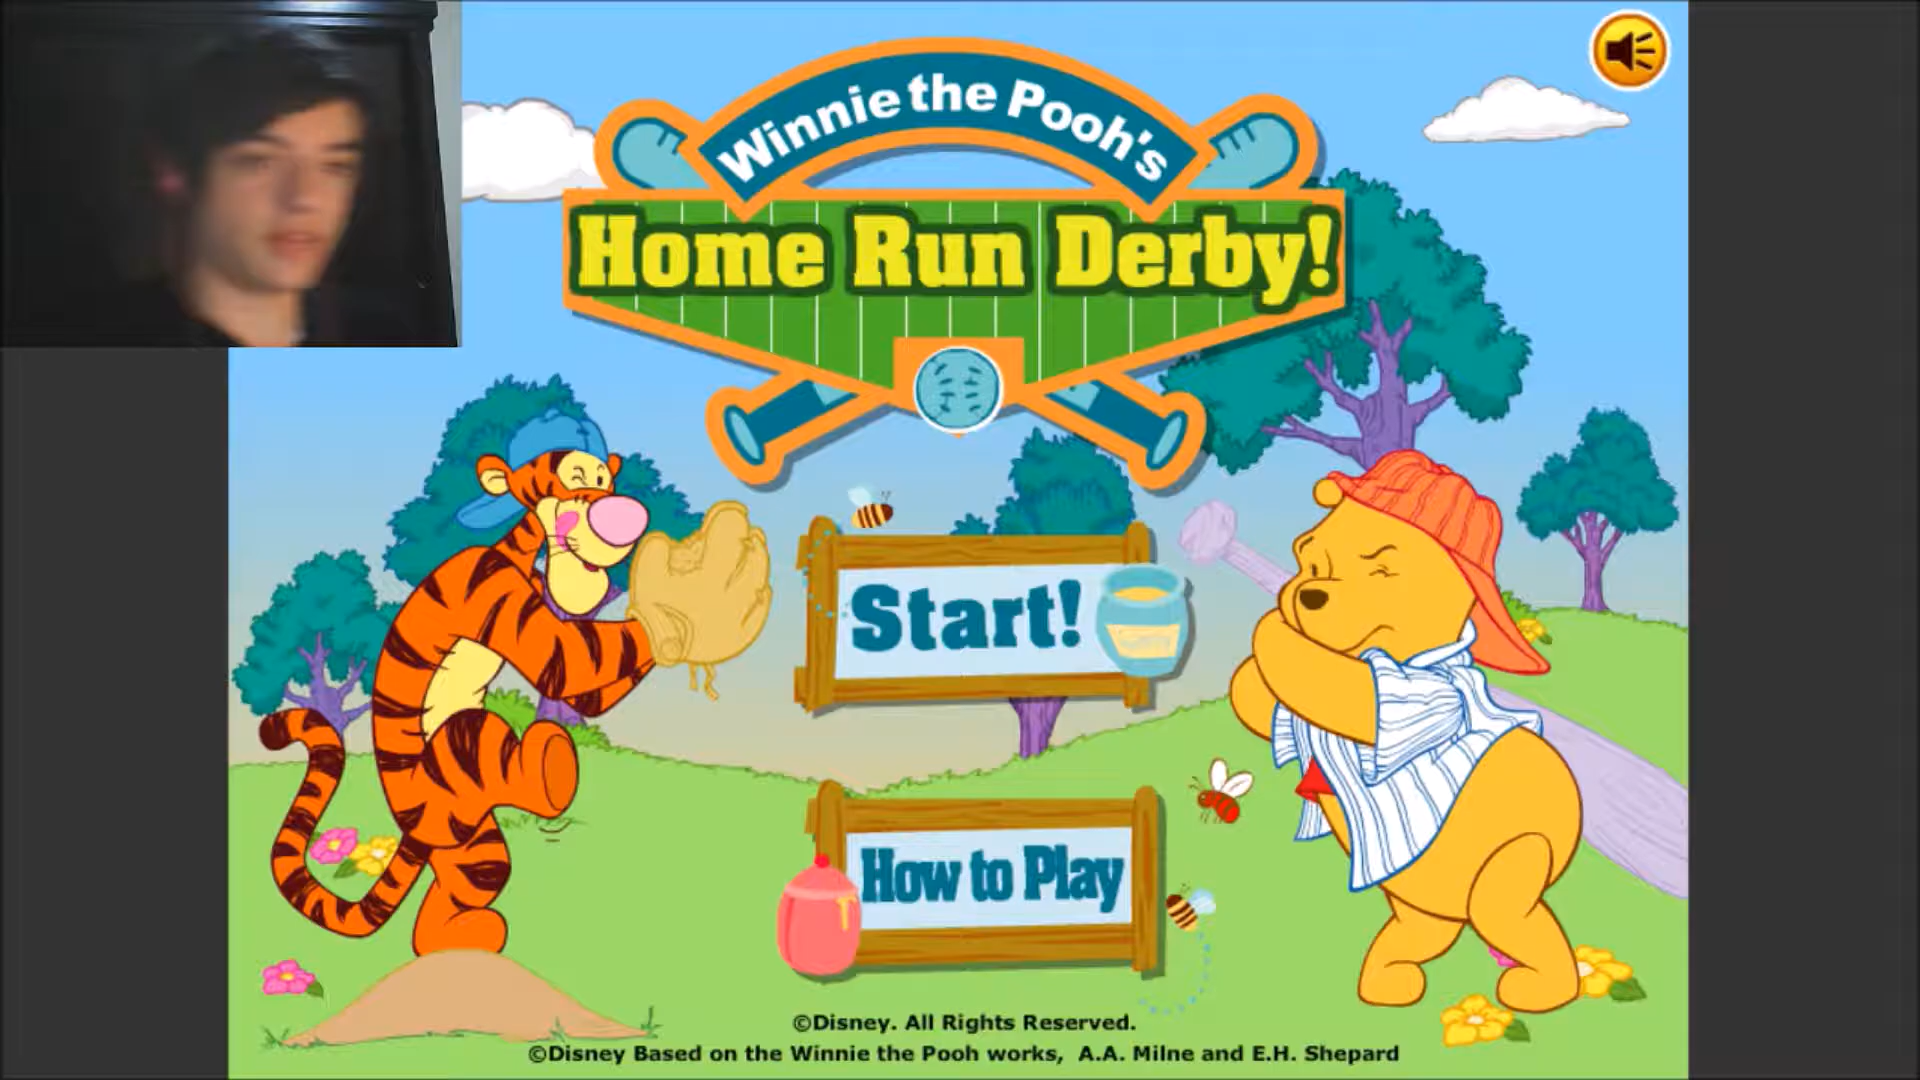 Winnie the Pooh's
Home Run Derby!
Start!
How to Play
©Disney. All Rights Reserved.
©Disney Based on the Winnie the Pooh works, A.A. Milne and E.H. Shepard